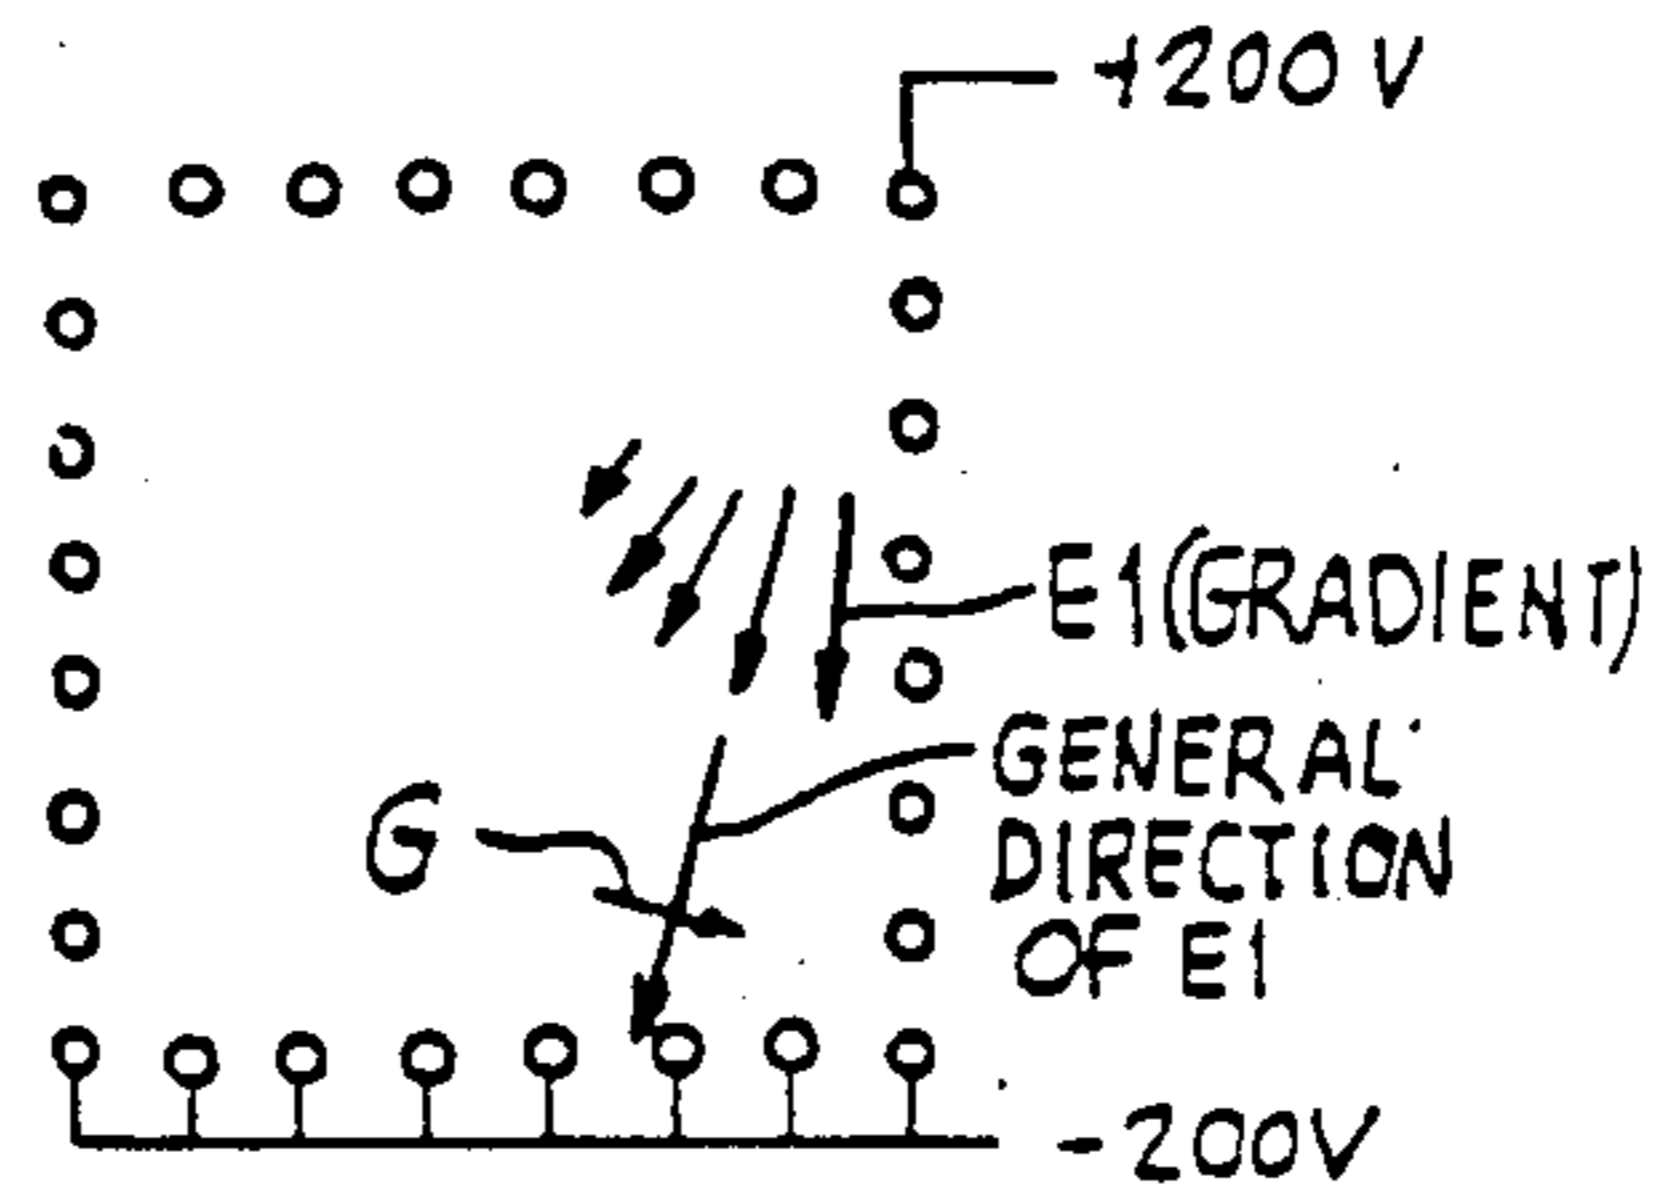 +200 V
E1(GRADIENT)
GENERAL
DIRECTION
OF E1
G
-200V